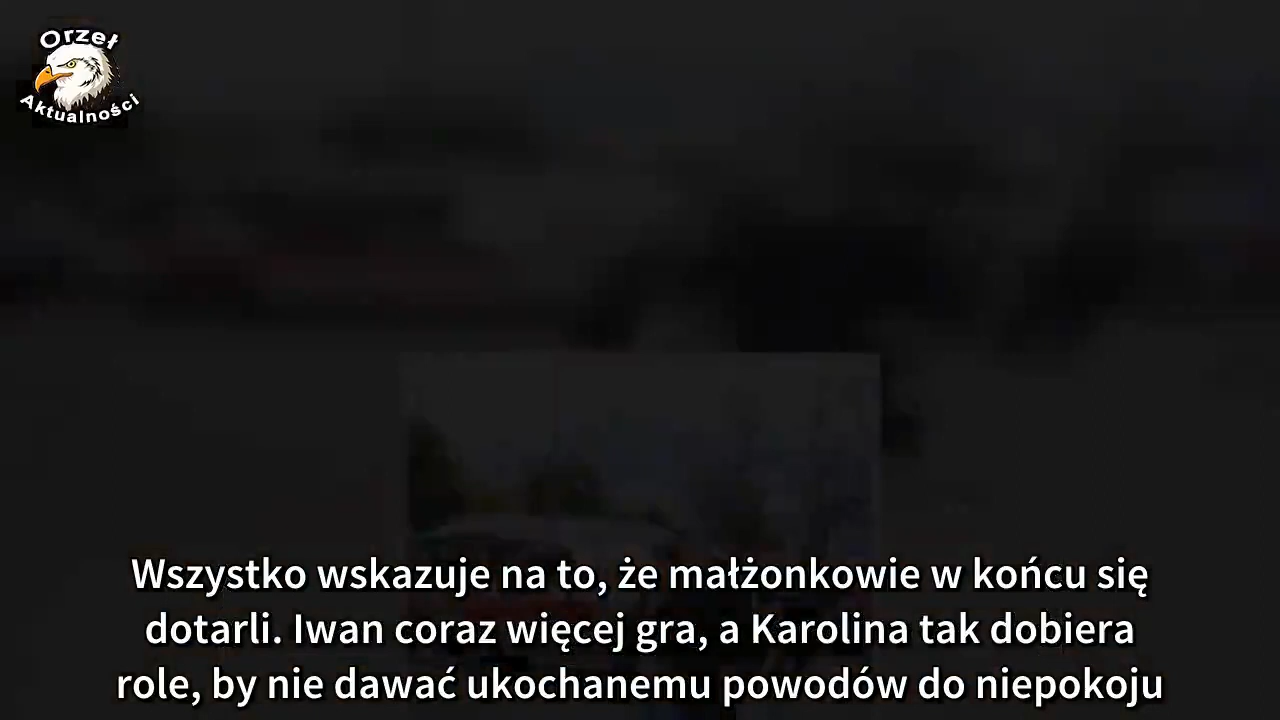 Orzeł
Aktualności
Wszystko wskazuje na to, że małżonkowie w końcu się
dotarli. Iwan coraz więcej gra, a Karolina tak dobiera
role, by nie dawać ukochanemu powodów do niepokoju